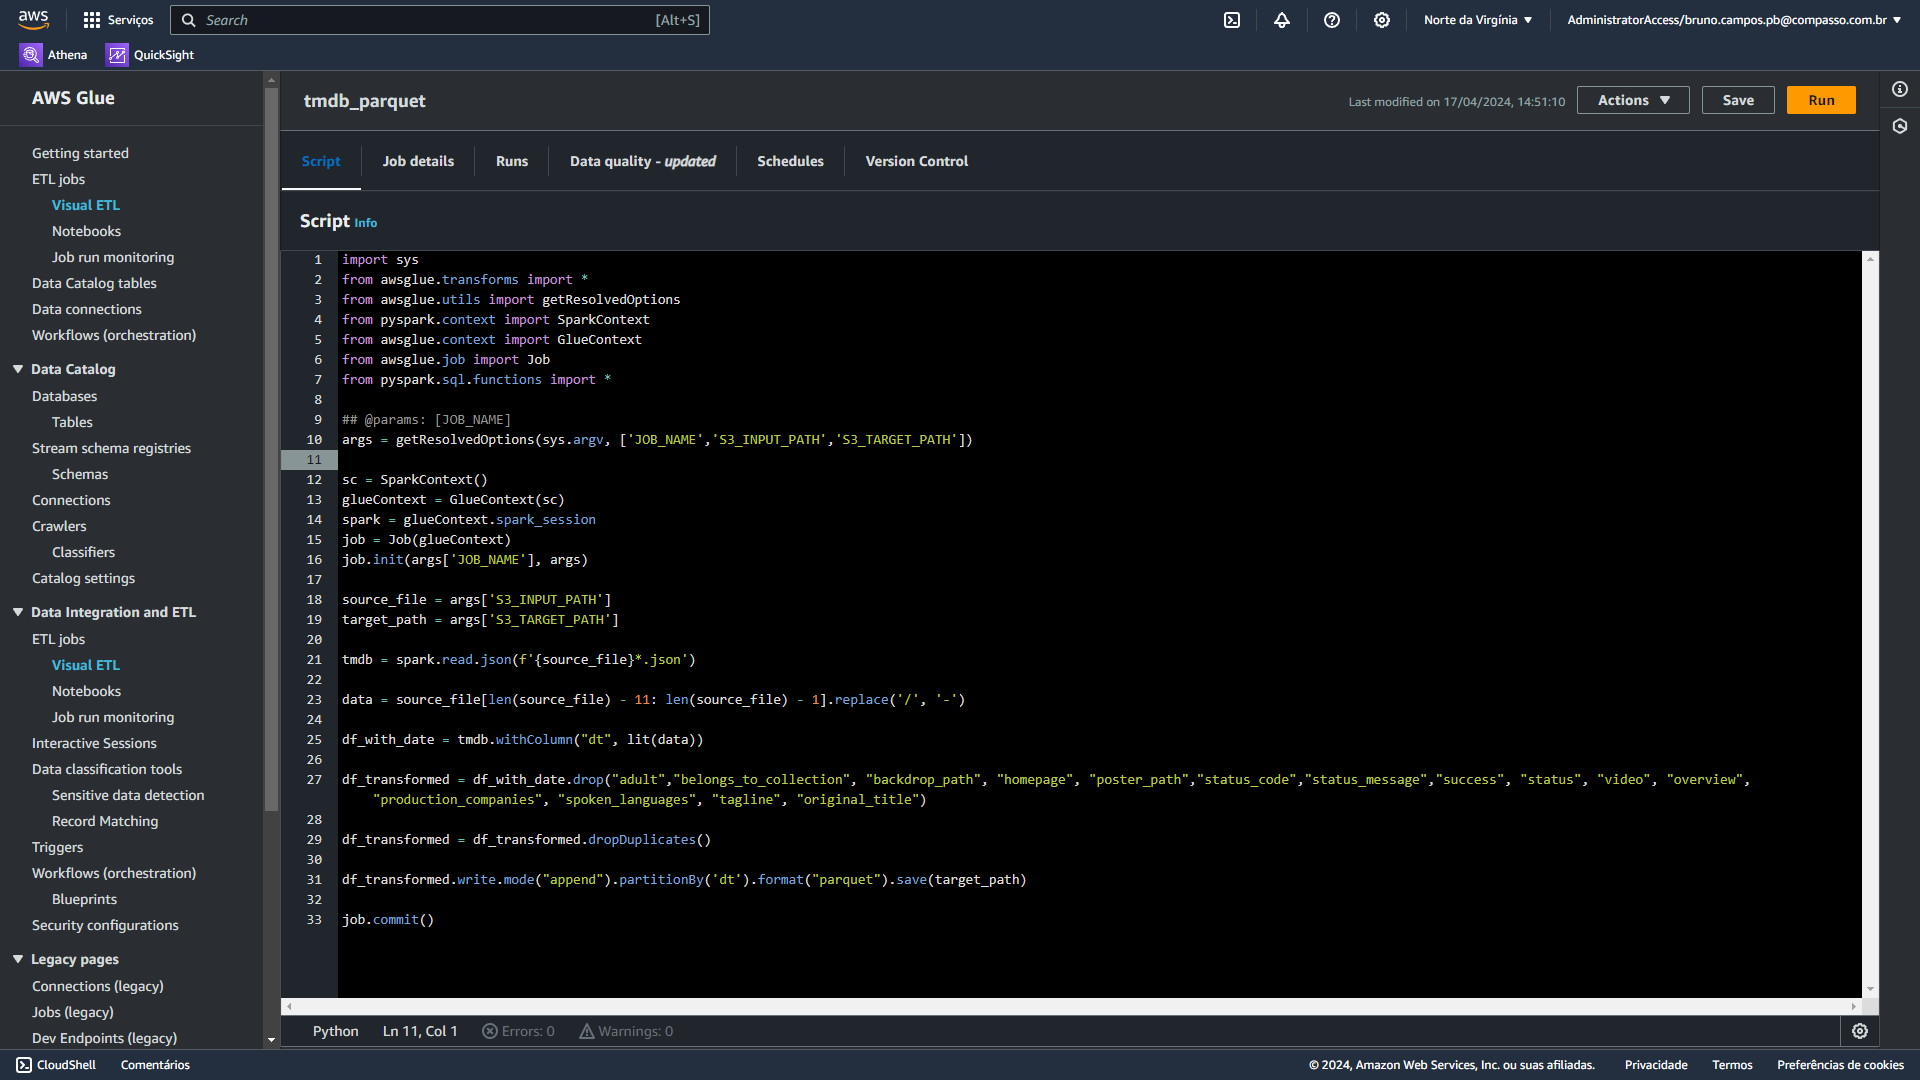 aws
Serviços
Search
[Alt+S]
Norte da Virgínia
AdministratorAccess/bruno.campos.pb@compasso.com.br
Athena
QuickSight
AWS Glue
Getting started
ETL jobs
Visual ETL
Notebooks
Job run monitoring
Data Catalog tables
Data connections
Workflows (orchestration)
Data Catalog
Databases
Tables
Stream schema registries
Schemas
Connections
Crawlers
Classifiers
Catalog settings
Data Integration and ETL
ETL jobs
Visual ETL
Notebooks
Job run monitoring
Interactive Sessions
Data classification tools
Sensitive data detection
Record Matching
Triggers
Workflows (orchestration)
Blueprints
Security configurations
Legacy pages
Connections (legacy)
Jobs (legacy)
Dev Endpoints (legacy)
tmdb_parquet
Last modified on 17/04/2024, 14:51:10
Actions
Save
Run
Script
Job details
Runs
Data quality - updated
Schedules
Version Control
Script Info
1 import sys
2 from awsglue.transforms import *
3 from awsglue.utils import getResolvedOptions
4 from pyspark.context import SparkContext
5 from awsglue.context import GlueContext
6 from awsglue.job import Job
7 from pyspark.sql.functions import *
8
9 ## @params: [JOB_NAME]
10 args = getResolvedOptions(sys.argv, ['JOB_NAME','S3_INPUT_PATH','S3_TARGET_PATH'])
11
12 sc = SparkContext()
13 glueContext = GlueContext(sc)
14 spark = glueContext.spark_session
15 job = Job(glueContext)
16 job.init(args['JOB_NAME'], args)
17
18 source_file = args['S3_INPUT_PATH']
19 target_path = args['S3_TARGET_PATH']
20
21 tmdb = spark.read.json(f'{source_file}*.json')
22
23 data = source_file[len(source_file) - 11: len(source_file) - 1].replace('/', '-')
24
25 df_with_date = tmdb.withColumn("dt", lit(data))
26
27 df_transformed = df_with_date.drop("adult","belongs_to_collection", "backdrop_path", "homepage", "poster_path","status_code","status_message","success", "status", "video", "overview",
"production_companies", "spoken_languages", "tagline", "original_title")
28
29 df_transformed = df_transformed.dropDuplicates()
30
31 df_transformed.write.mode("append").partitionBy('dt').format("parquet").save(target_path)
32
33 job.commit()
Python
Ln 11, Col 1
Errors: 0
Warnings: 0
CloudShell
Comentários
© 2024, Amazon Web Services, Inc. ou suas afiliadas.
Privacidade
Termos
Preferências de cookies